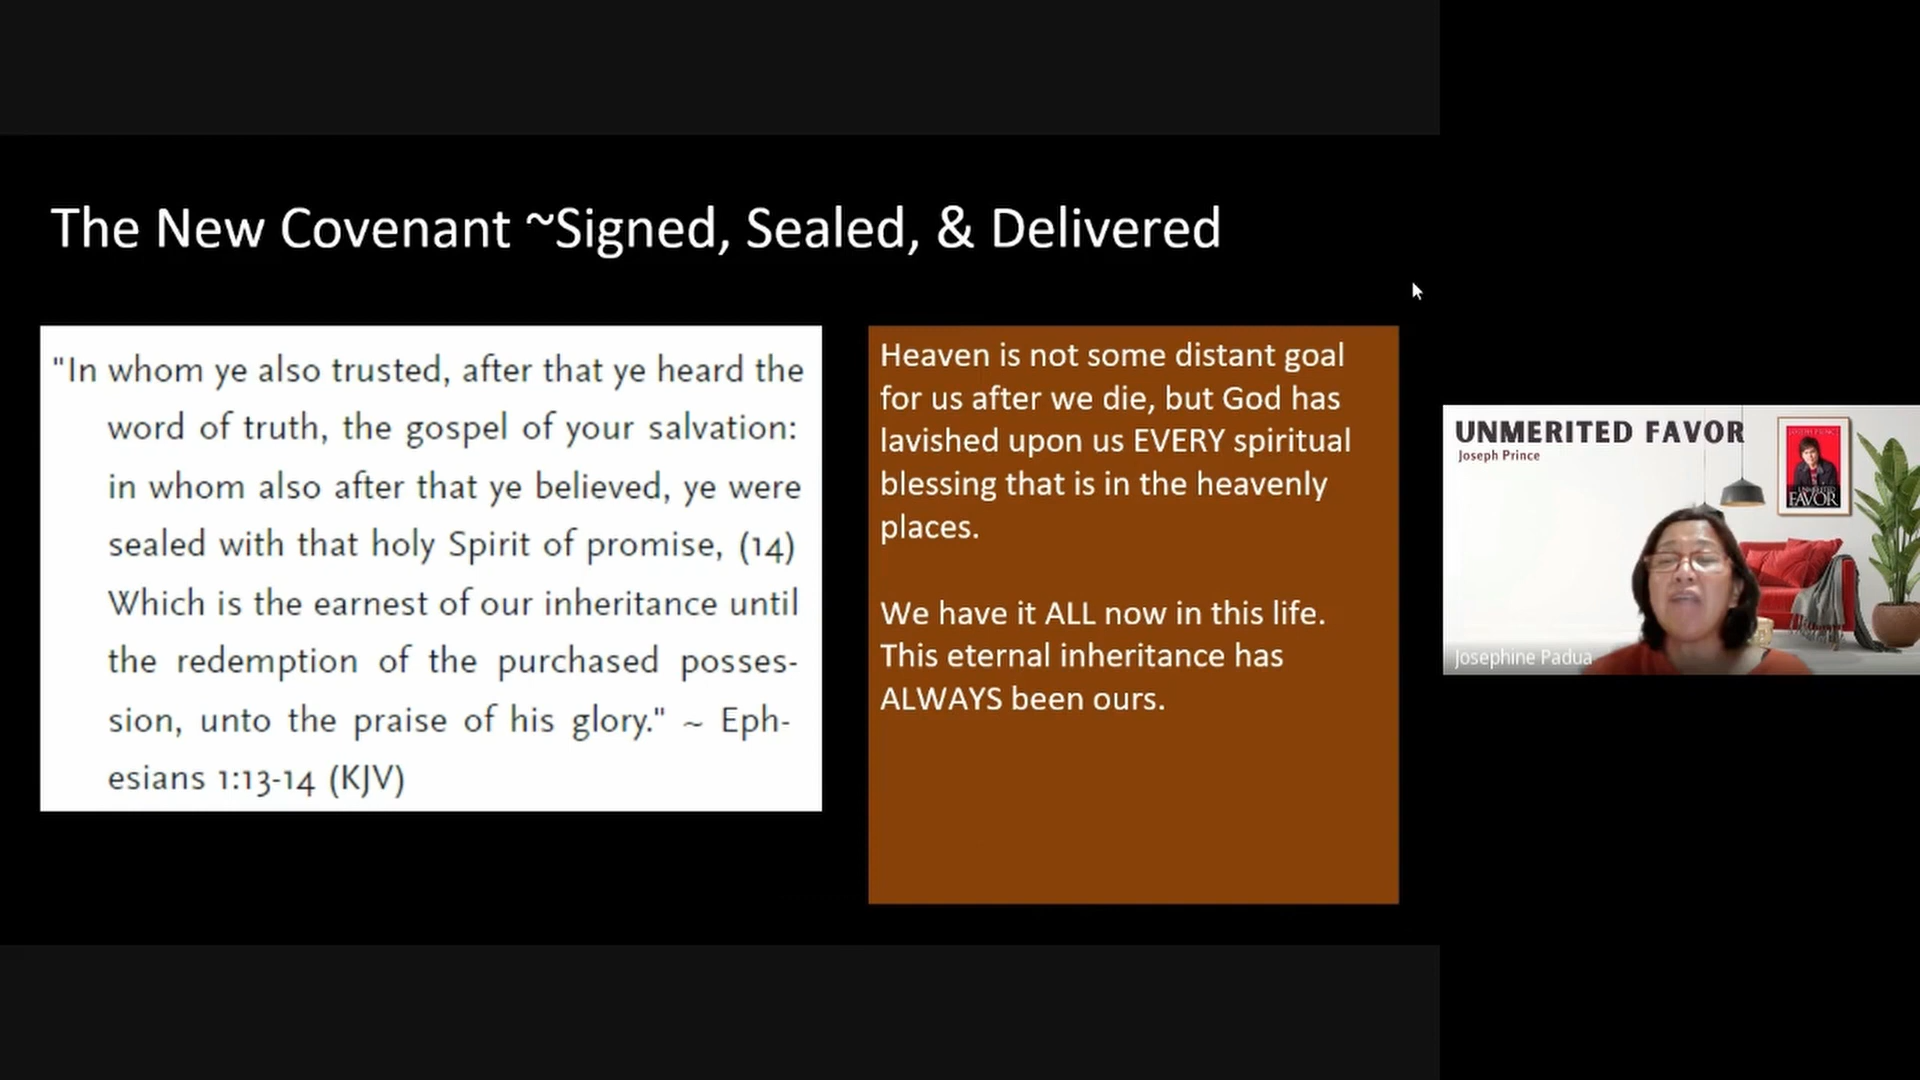 The New Covenant ~Signed, Sealed, & Delivered
"In whom ye also trusted, after that ye heard the
word of truth, the gospel of your salvation:
in whom also after that ye believed, ye were
sealed with that holy Spirit of promise, (14)
Which is the earnest of our inheritance until
the redemption of the purchased posses-
sion, unto the praise of his glory." ~ Eph-
esians 1:13-14 (KJV)
Heaven is not some distant goal
for us after we die, but God has
lavished upon us EVERY spiritual
blessing that is in the heavenly
places.
We have it ALL now in this life.
This eternal inheritance has
ALWAYS been ours.
UNMERITED FAVOR
Joseph Prince
JOSEPH PRINCE
UNMERITED
FAVOR
Josephine Padua